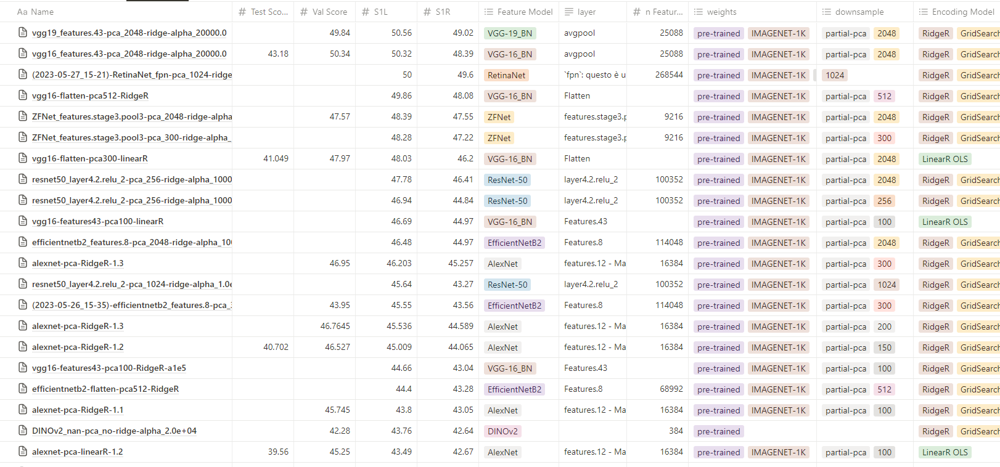 Aa Name # Test Sco... # Val Score # S1L # S1R Feature Model layer # n Featur... weights downsample Encoding Model
vgg19_features.43-pca_2048-ridge-alpha_20000.0 49.84 50.56 49.02 VGG-19_BN avgpool 25088 pre-trained IMAGENET-1K partial-pca 2048 RidgeR GridSearch
vgg16_features.43-pca_2048-ridge-alpha_20000.0 43.18 50.34 50.32 48.39 VGG-16_BN avgpool 25088 pre-trained IMAGENET-1K partial-pca 2048 RidgeR GridSearch
(2023-05-27_15-21)-RetinaNet_fpn-pca_1024-ridge 50 49.6 RetinaNet `fpn`: questo è u 268544 pre-trained IMAGENET-1K 1024 RidgeR GridSearch
vgg16-flatten-pca512-RidgeR 49.86 48.08 VGG-16_BN Flatten pre-trained IMAGENET-1K partial-pca 512 RidgeR GridSearch
ZFNet_features.stage3.pool3-pca_2048-ridge-alpha 47.57 48.39 47.55 ZFNet features.stage3.p 9216 pre-trained IMAGENET-1K partial-pca 2048 RidgeR GridSearch
ZFNet_features.stage3.pool3-pca_300-ridge-alpha_ 48.28 47.22 ZFNet features.stage3.p 9216 pre-trained IMAGENET-1K partial-pca 300 RidgeR GridSearch
vgg16-flatten-pca300-linearR 41.049 47.97 48.03 46.2 VGG-16_BN Flatten pre-trained IMAGENET-1K partial-pca 2048 LinearR OLS
resnet50_layer4.2.relu_2-pca_256-ridge-alpha_1000 47.78 46.41 ResNet-50 layer4.2.relu_2 100352 pre-trained IMAGENET-1K partial-pca 2048 RidgeR GridSearch
resnet50_layer4.2.relu_2-pca_256-ridge-alpha_1000 46.94 44.84 ResNet-50 layer4.2.relu_2 100352 pre-trained IMAGENET-1K partial-pca 256 RidgeR GridSearch
vgg16-features43-pca100-linearR 46.69 44.97 VGG-16_BN Features.43 pre-trained IMAGENET-1K partial-pca 100 LinearR OLS
efficientnetb2_features.8-pca_2048-ridge-alpha_10 46.48 44.97 EfficientNetB2 Features.8 114048 pre-trained IMAGENET-1K partial-pca 2048 RidgeR GridSearch
alexnet-pca-RidgeR-1.3 46.95 46.203 45.257 AlexNet features.12 - Ma 16384 pre-trained IMAGENET-1K partial-pca 300 RidgeR GridSearch
resnet50_layer4.2.relu_2-pca_1024-ridge-alpha_1.0e 45.64 43.27 ResNet-50 layer4.2.relu_2 100352 pre-trained IMAGENET-1K partial-pca 1024 RidgeR GridSearch
(2023-05-26_15-35)-efficientnetb2_features.8-pca_3 43.95 45.55 43.56 EfficientNetB2 Features.8 114048 pre-trained IMAGENET-1K partial-pca 300 RidgeR GridSearch
alexnet-pca-RidgeR-1.3 46.7645 45.536 44.589 AlexNet features.12 - Ma 16384 pre-trained IMAGENET-1K partial-pca 200 RidgeR GridSearch
alexnet-pca-RidgeR-1.2 40.702 46.527 45.009 44.065 AlexNet features.12 - Ma 16384 pre-trained IMAGENET-1K partial-pca 150 RidgeR GridSearch
vgg16-features43-pca100-RidgeR-a1e5 44.66 43.04 VGG-16_BN Features.43 pre-trained IMAGENET-1K partial-pca 100 RidgeR GridSearch
efficientnetb2-flatten-pca512-RidgeR 44.4 43.28 EfficientNetB2 Features.8 68992 pre-trained IMAGENET-1K partial-pca 512 RidgeR GridSearch
alexnet-pca-RidgeR-1.1 45.745 43.8 43.05 AlexNet features.12 - Ma 16384 pre-trained IMAGENET-1K partial-pca 100 RidgeR GridSearch
DINOv2_nan-pca_no-ridge-alpha_2.0e+04 42.28 43.76 42.64 DINOv2 384 pre-trained RidgeR GridSearch
alexnet-pca-linearR-1.2 39.56 45.25 43.49 42.67 AlexNet features.12 - Ma 16384 pre-trained IMAGENET-1K partial-pca 100 LinearR OLS